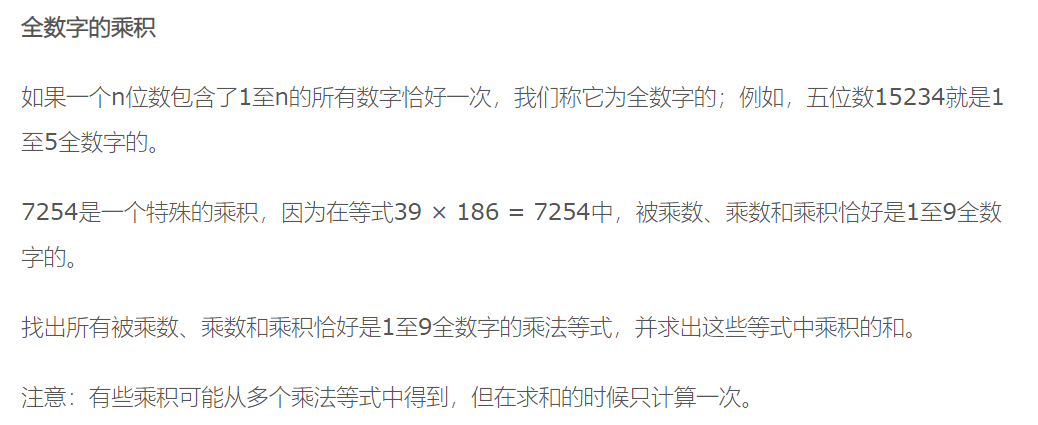 全数字的乘积
如果一个n位数包含了1至n的所有数字恰好一次，我们称它为全数字的；例如，五位数15234就是1
至5全数字的。
7254是一个特殊的乘积，因为在等式39 × 186 = 7254中，被乘数、乘数和乘积恰好是1至9全数
字的。
找出所有被乘数、乘数和乘积恰好是1至9全数字的乘法等式，并求出这些等式中乘积的和。
注意：有些乘积可能从多个乘法等式中得到，但在求和的时候只计算一次。